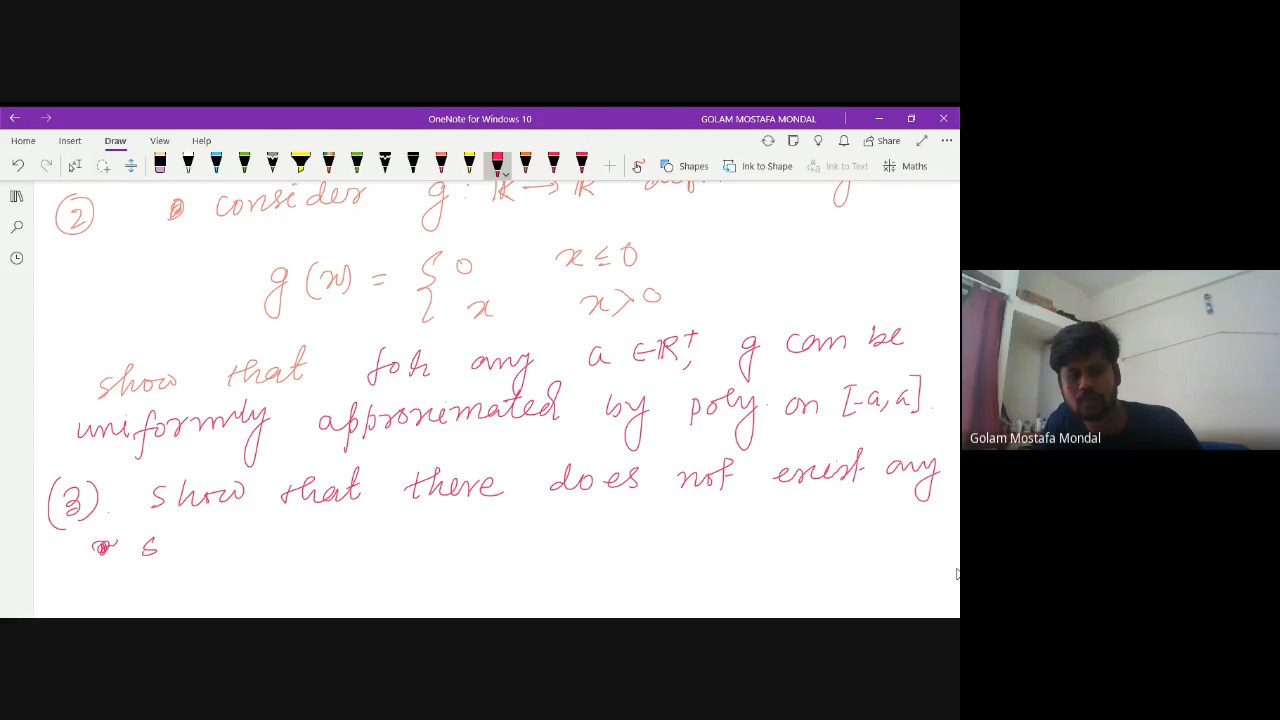 OneNote for Windows 10
GOLAM MOSTAFA MONDAL
Home Insert Draw View Help
Share
Shapes Ink to Shape Ink to Text Maths
② consider g: ℝ → ℝ
g(x) = { 0 x ≤ 0
x x > 0
show that for any a ∈ ℝ⁺, g can be
uniformly approximated by poly on [-a, a].
(3). show that there does not exist any
s
Golam Mostafa Mondal